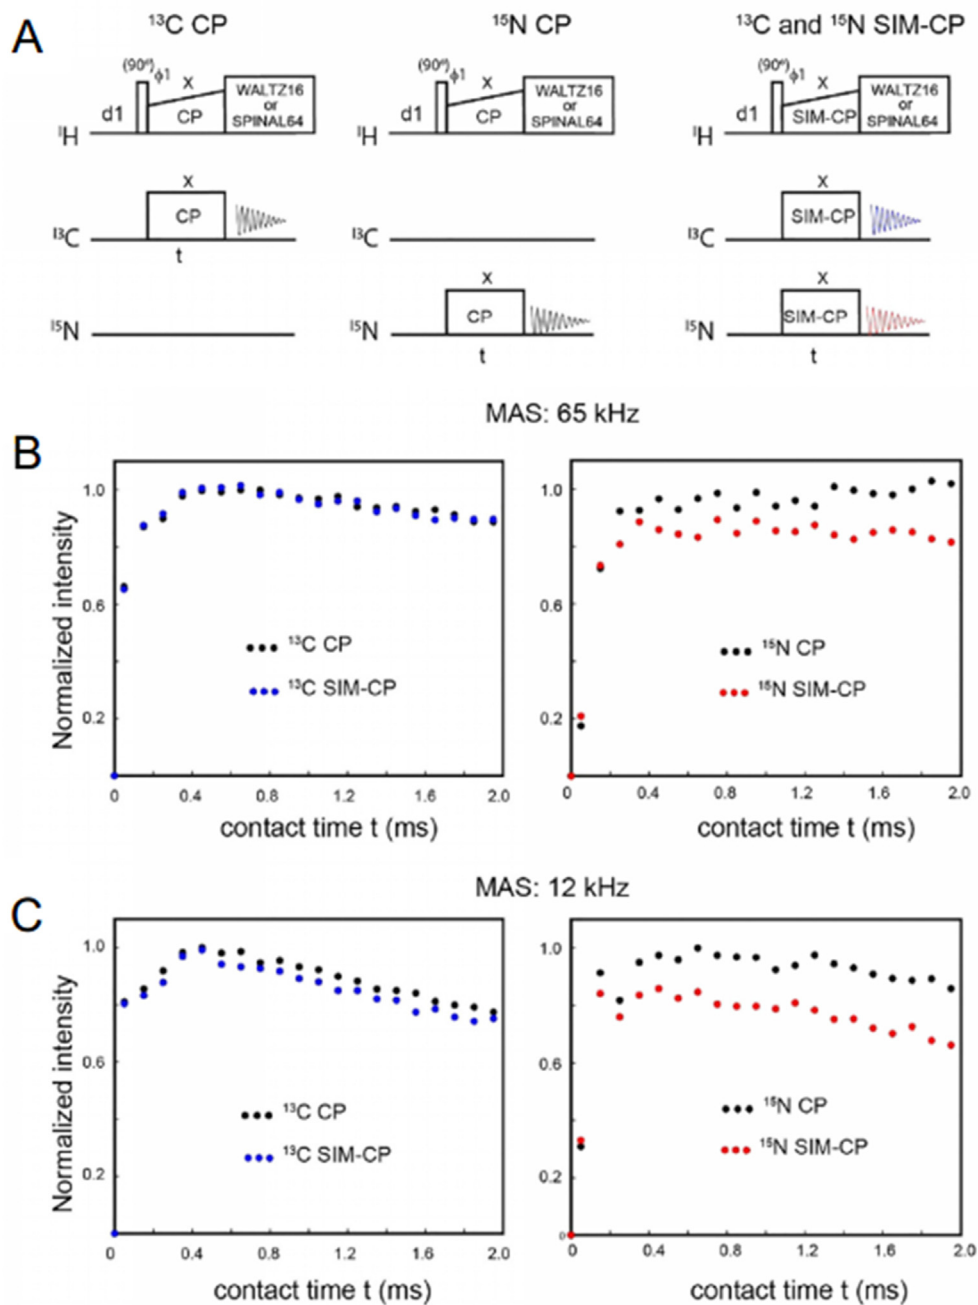 A
¹³C CP
¹⁵N CP
¹³C and ¹⁵N SIM-CP
(90º)ϕ1 x
(90º)ϕ1 x
(90º)ϕ1 x
d1 CP WALTZ16 or SPINAL64
d1 CP WALTZ16 or SPINAL64
d1 SIM-CP WALTZ16 or SPINAL64
¹H
¹H
¹H
x
x
CP
SIM-CP
¹³C
¹³C
¹³C
t
x
x
CP
SIM-CP
¹⁵N
¹⁵N
¹⁵N
t
t
MAS: 65 kHz
B
Normalized intensity
1.0
0.6
0.2
¹³C CP
¹³C SIM-CP
0 0.4 0.8 1.2 1.6 2.0
contact time t (ms)
1.0
0.6
0.2
¹⁵N CP
¹⁵N SIM-CP
0 0.4 0.8 1.2 1.6 2.0
contact time t (ms)
MAS: 12 kHz
C
Normalized intensity
1.0
0.6
0.2
¹³C CP
¹³C SIM-CP
0 0.4 0.8 1.2 1.6 2.0
contact time t (ms)
1.0
0.6
0.2
0
¹⁵N CP
¹⁵N SIM-CP
0 0.4 0.8 1.2 1.6 2.0
contact time t (ms)